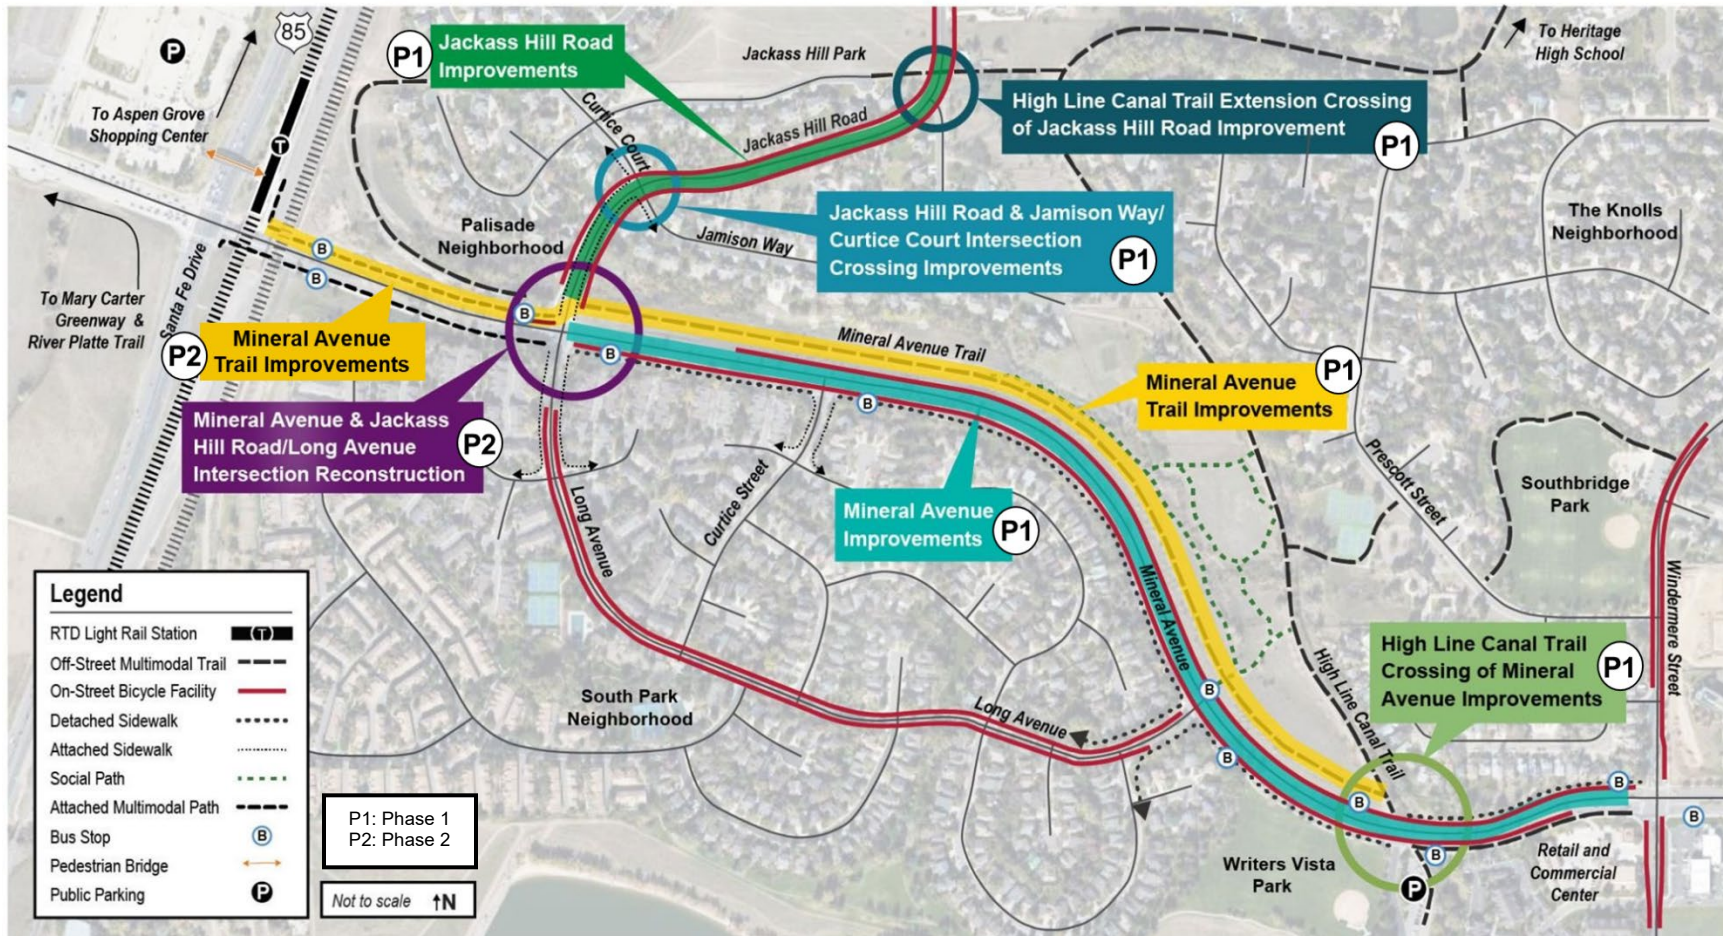 85
P
P1
Jackass Hill Road
Improvements
Jackass Hill Park
To Heritage
High School
To Aspen Grove
Shopping Center
T
Curtice Court
Jackass Hill Road
High Line Canal Trail Extension Crossing
of Jackass Hill Road Improvement
P1
Palisade
Neighborhood
Jamison Way
Jackass Hill Road & Jamison Way/
Curtice Court Intersection
Crossing Improvements
P1
The Knolls
Neighborhood
B
B
Santa Fe Drive
To Mary Carter
Greenway &
River Platte Trail
P2
Mineral Avenue
Trail Improvements
B
B
Mineral Avenue Trail
Mineral Avenue
Trail Improvements
P1
Mineral Avenue & Jackass
Hill Road/Long Avenue
Intersection Reconstruction
P2
B
Curtice Street
Long Avenue
Mineral Avenue
Improvements
P1
Prescott Street
Southbridge
Park
Mineral Avenue
Windermere Street
High Line Canal Trail
High Line Canal Trail
Crossing of Mineral
Avenue Improvements
P1
South Park
Neighborhood
Long Avenue
B
B
B
B
B
B
Writers Vista
Park
P
Retail and
Commercial
Center
Legend
RTD Light Rail Station
(T)
Off-Street Multimodal Trail
On-Street Bicycle Facility
Detached Sidewalk
Attached Sidewalk
Social Path
Attached Multimodal Path
Bus Stop
B
Pedestrian Bridge
Public Parking
P
P1: Phase 1
P2: Phase 2
Not to scale ↑N